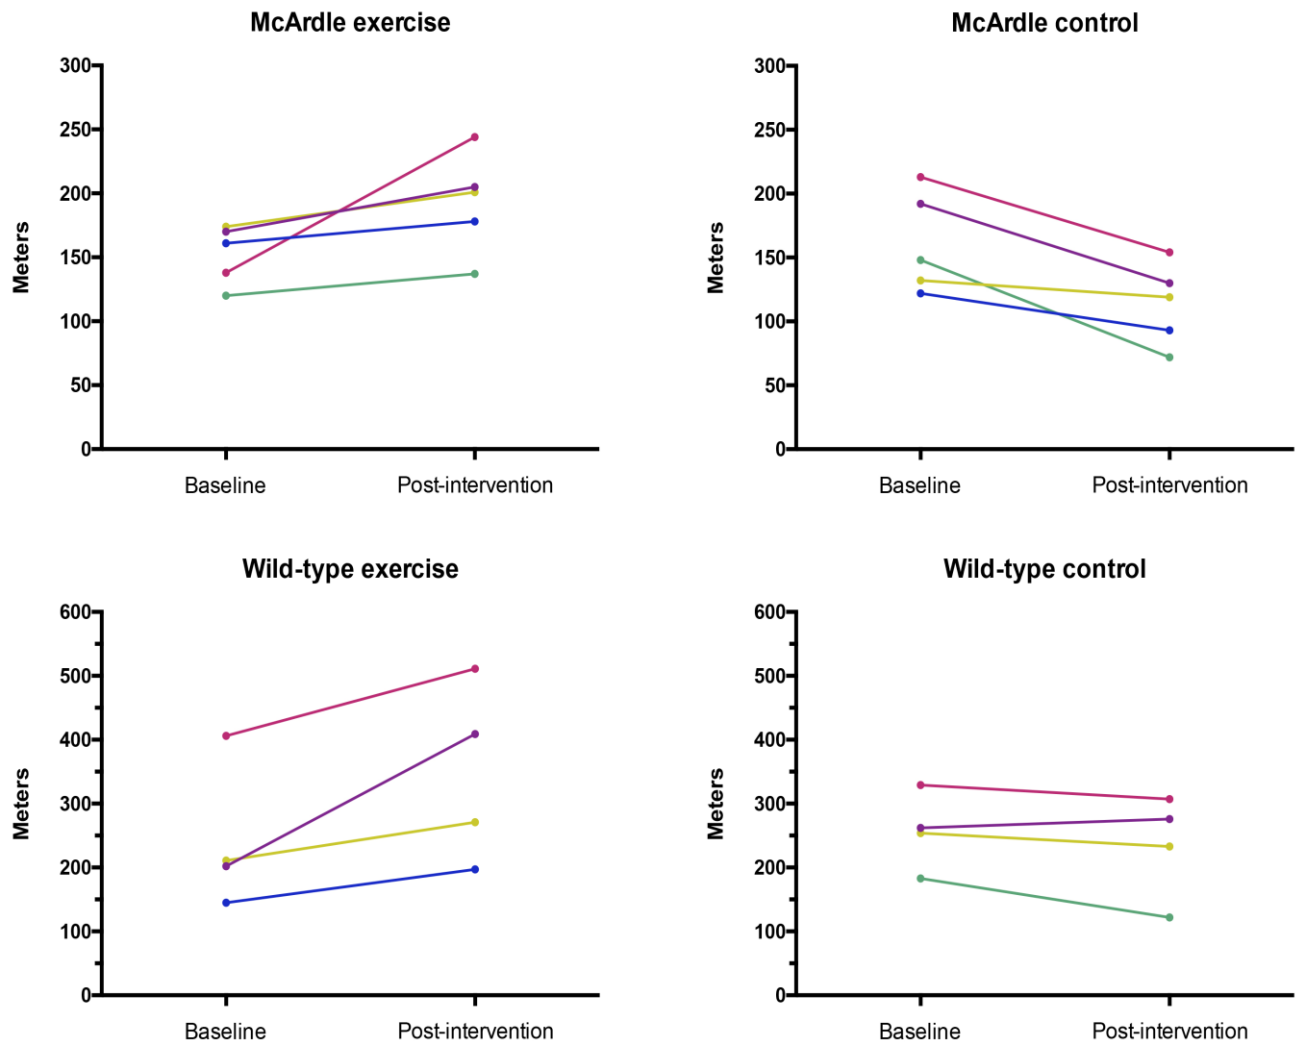 McArdle exercise
300
250
200
150
100
50
0
Meters
Baseline
Post-intervention
McArdle control
300
250
200
150
100
50
0
Meters
Baseline
Post-intervention
Wild-type exercise
600
500
400
300
200
100
0
Meters
Baseline
Post-intervention
Wild-type control
600
500
400
300
200
100
0
Meters
Baseline
Post-intervention